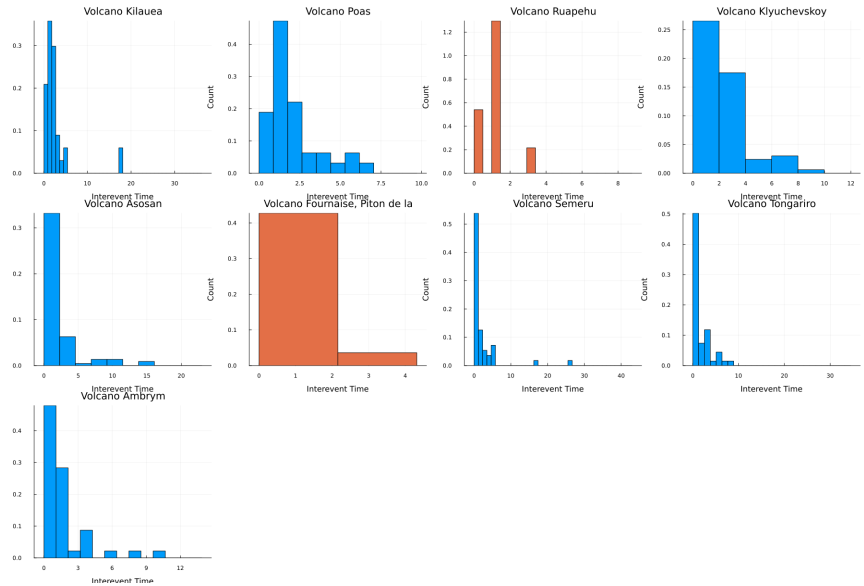 Volcano Kilauea
Volcano Poas
Volcano Ruapehu
Volcano Klyuchevskoy
0.3
0.2
0.1
0.0
0 10 20 30
Interevent Time
Count
0.4
0.3
0.2
0.1
0.0
0.0 2.5 5.0 7.5 10.0
Interevent Time
Count
1.2
1.0
0.8
0.6
0.4
0.2
0.0
0 2 4 6 8
Interevent Time
Count
0.25
0.20
0.15
0.10
0.05
0.00
0 2 4 6 8 10 12
Interevent Time
Volcano Asosan
Volcano Fournaise, Piton de la
Volcano Semeru
Volcano Tongariro
0.3
0.2
0.1
0.0
0 5 10 15 20
Interevent Time
Count
0.4
0.3
0.2
0.1
0.0
0 1 2 3 4
Interevent Time
Count
0.5
0.4
0.3
0.2
0.1
0.0
0 10 20 30 40
Interevent Time
Count
0.5
0.4
0.3
0.2
0.1
0.0
0 10 20 30
Interevent Time
Volcano Ambrym
0.4
0.3
0.2
0.1
0.0
0 3 6 9 12
Interevent Time